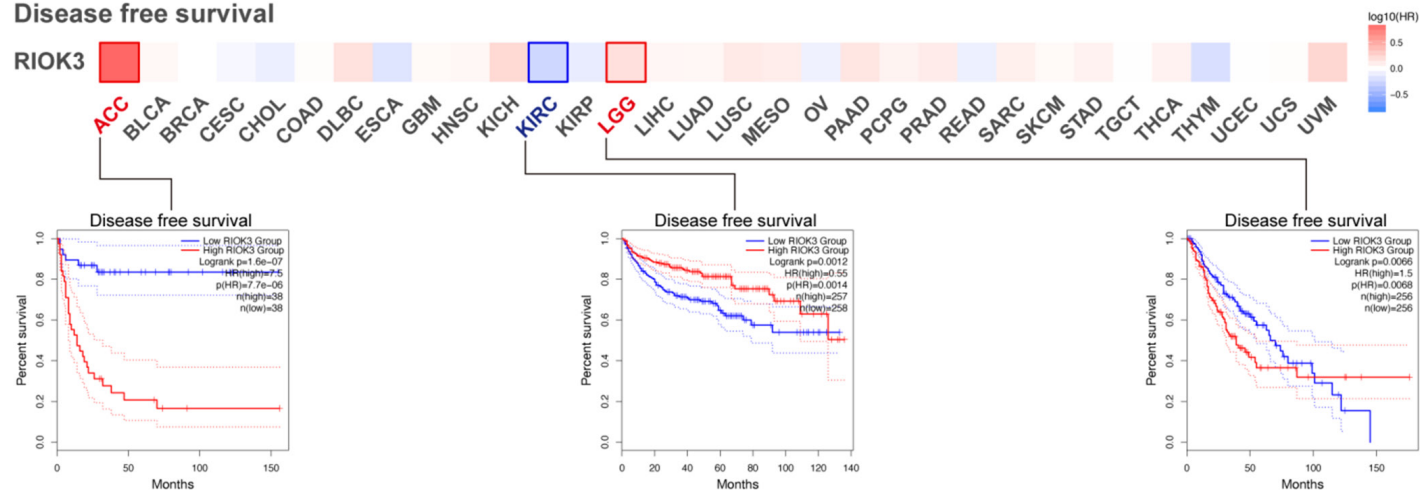 Disease free survival
log10(HR)
0.5
0.0
−0.5
RIOK3
ACC BLCA BRCA CESC CHOL COAD DLBC ESCA GBM HNSC KICH KIRC KIRP LGG LIHC LUAD LUSC MESO OV PAAD PCPG PRAD READ SARC SKCM STAD TGCT THCA THYM UCEC UCS UVM
Disease free survival
Low RIOK3 Group
High RIOK3 Group
Logrank p=1.6e−07
HR(high)=7.5
p(HR)=7.7e−06
n(high)=38
n(low)=38
Percent survival
1.0
0.8
0.6
0.4
0.2
0.0
0 50 100 150
Months
Disease free survival
Low RIOK3 Group
High RIOK3 Group
Logrank p=0.0012
HR(high)=0.55
p(HR)=0.0014
n(high)=257
n(low)=258
Percent survival
1.0
0.8
0.6
0.4
0.2
0.0
0 20 40 60 80 100 120 140
Months
Disease free survival
Low RIOK3 Group
High RIOK3 Group
Logrank p=0.0066
HR(high)=1.5
p(HR)=0.0068
n(high)=256
n(low)=256
Percent survival
1.0
0.8
0.6
0.4
0.2
0.0
0 50 100 150
Months